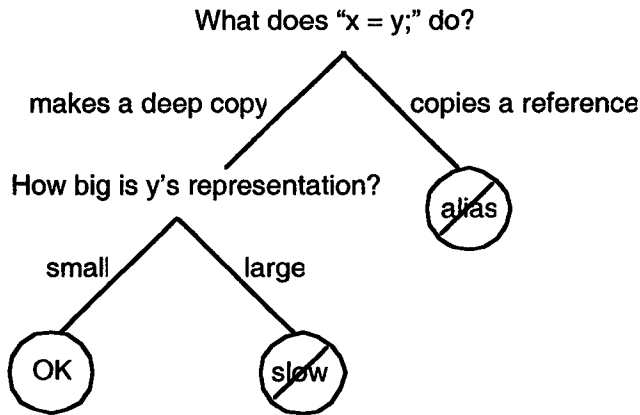 What does “x = y;” do?
makes a deep copy
copies a reference
How big is y's representation?
alias
small
large
OK
slow